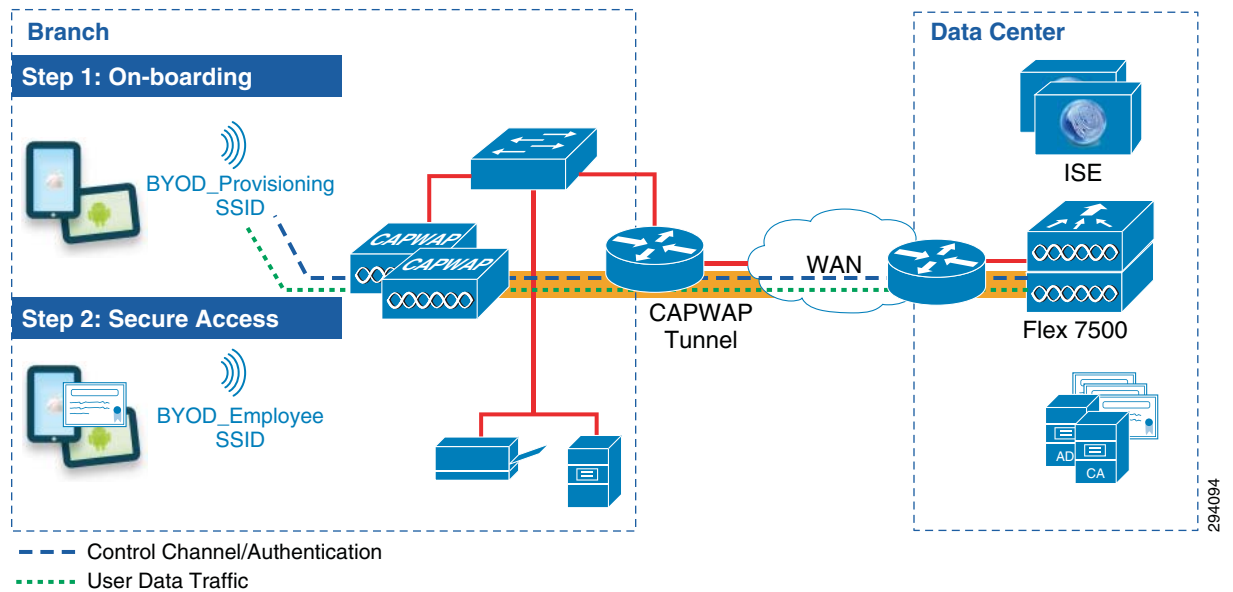 Branch
Step 1: On-boarding
BYOD_Provisioning
SSID
CAPWAP
CAPWAP
Step 2: Secure Access
BYOD_Employee
SSID
CAPWAP
Tunnel
WAN
Data Center
ISE
Flex 7500
AD
CA
294094
Control Channel/Authentication
User Data Traffic